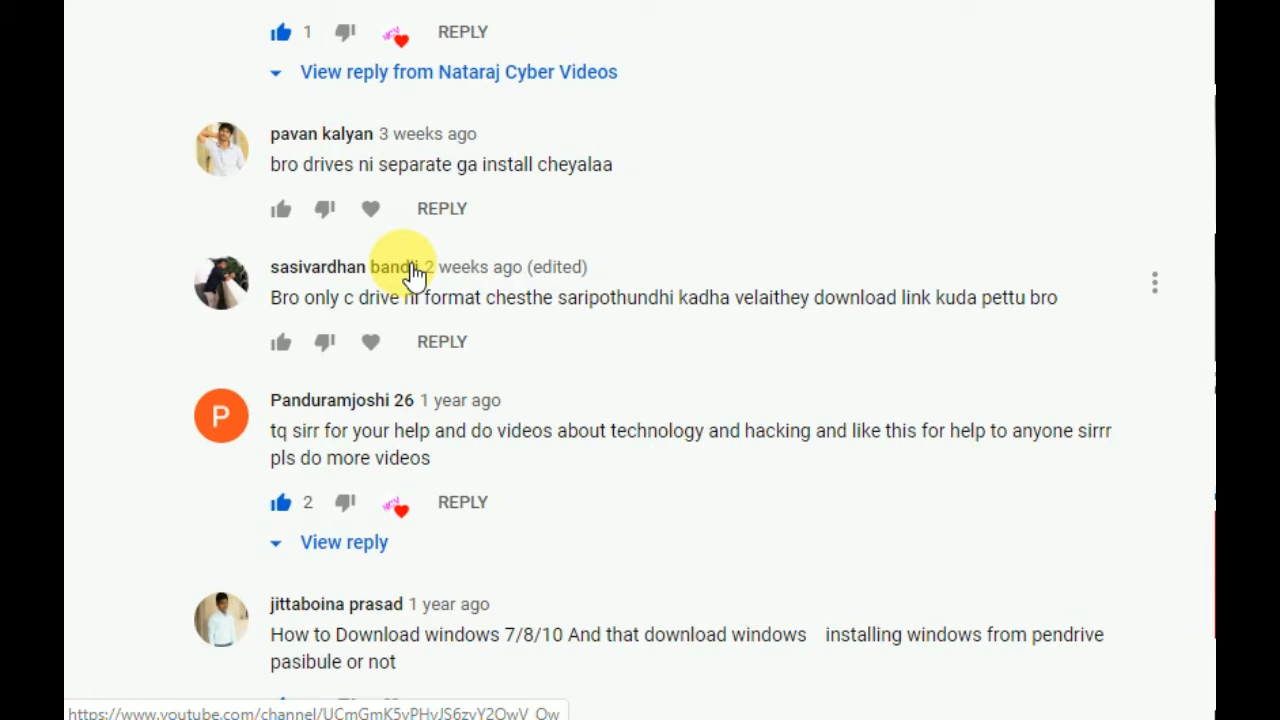 1 REPLY
View reply from Nataraj Cyber Videos
pavan kalyan 3 weeks ago
bro drives ni separate ga install cheyalaa
REPLY
sasivardhan 2 weeks ago (edited)
Bro only c drive ni format chesthe saripothundhi kadha velaithey download link kuda pettu bro
REPLY
P
Panduramjoshi 26 1 year ago
tq sirr for your help and do videos about technology and hacking and like this for help to anyone sirrr
pls do more videos
2 REPLY
View reply
jittaboina prasad 1 year ago
How to Download windows 7/8/10 And that download windows installing windows from pendrive
pasibule or not